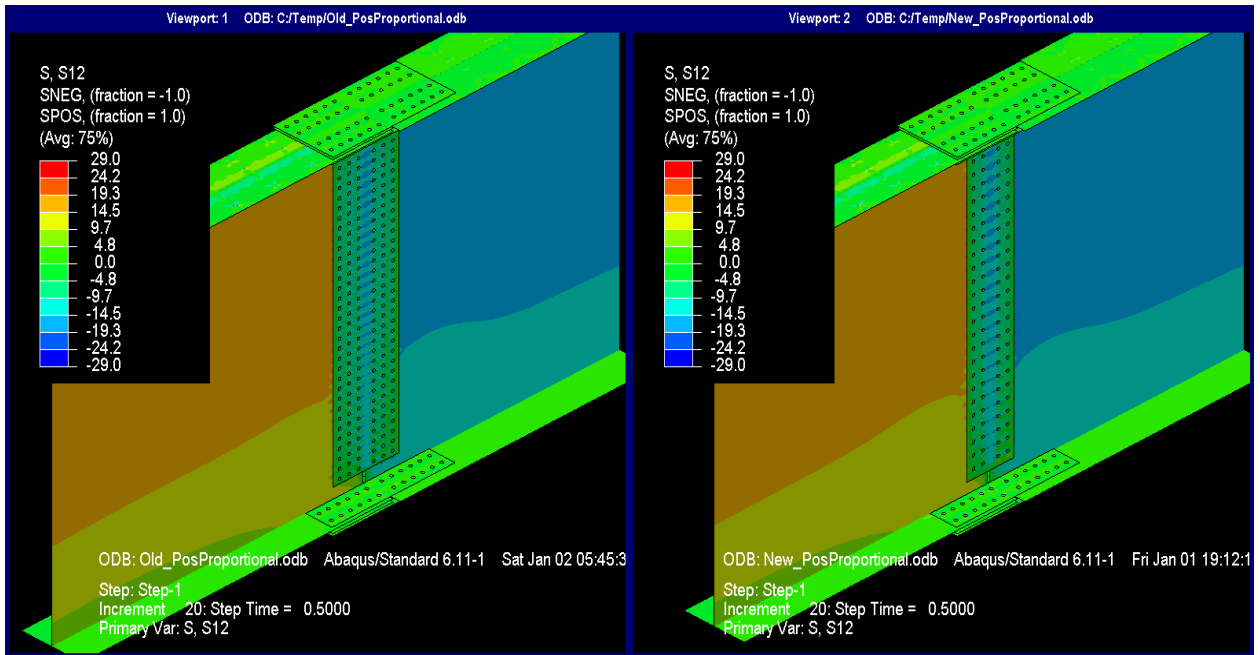 Viewport: 1 ODB: C:/Temp/Old_PosProportional.odb
S, S12
SNEG, (fraction = -1.0)
SPOS, (fraction = 1.0)
(Avg: 75%)
29.0
24.2
19.3
14.5
9.7
4.8
0.0
-4.8
-9.7
-14.5
-19.3
-24.2
-29.0
ODB: Old_PosProportional.odb Abaqus/Standard 6.11-1 Sat Jan 02 05:45:3
Step: Step-1
Increment 20: Step Time = 0.5000
Primary Var: S, S12
Viewport: 2 ODB: C:/Temp/New_PosProportional.odb
S, S12
SNEG, (fraction = -1.0)
SPOS, (fraction = 1.0)
(Avg: 75%)
29.0
24.2
19.3
14.5
9.7
4.8
0.0
-4.8
-9.7
-14.5
-19.3
-24.2
-29.0
ODB: New_PosProportional.odb Abaqus/Standard 6.11-1 Fri Jan 01 19:12:1
Step: Step-1
Increment 20: Step Time = 0.5000
Primary Var: S, S12